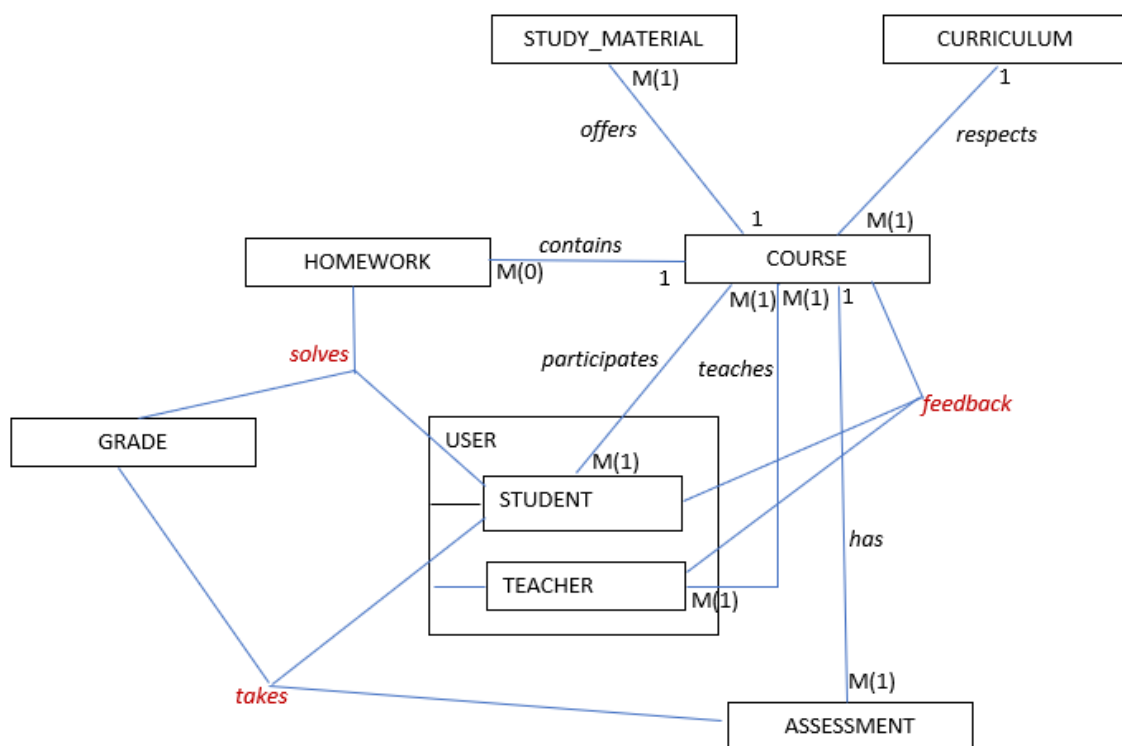 STUDY_MATERIAL
CURRICULUM
M(1)
1
offers
respects
1
M(1)
HOMEWORK
contains
COURSE
M(0)
1
M(1)
M(1)
1
solves
participates
teaches
feedback
GRADE
USER
M(1)
STUDENT
has
TEACHER
M(1)
takes
M(1)
ASSESSMENT